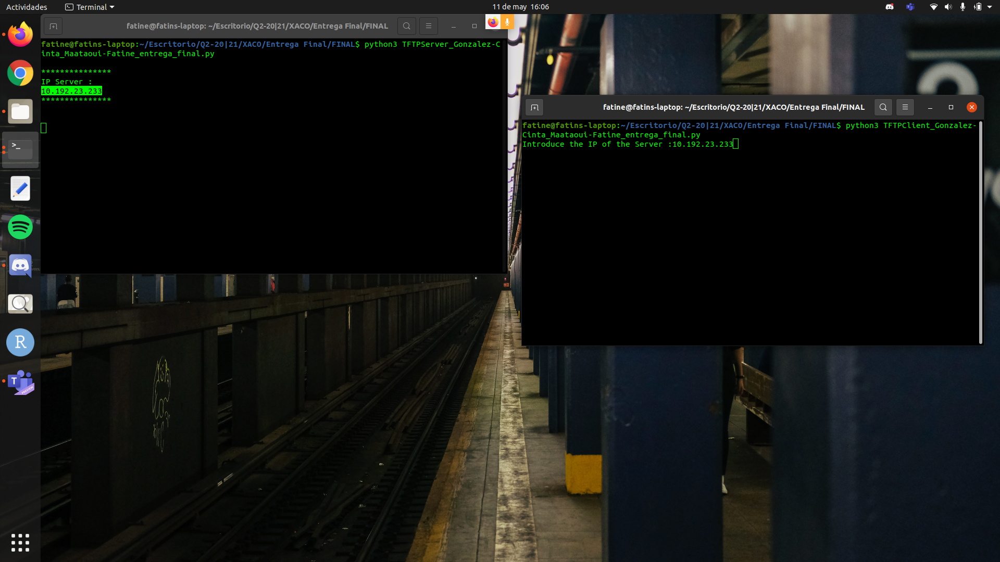 Actividades
Terminal
11 de may 16:06
fatine@fatins-laptop: ~/Escritorio/Q2-20|21/XACO/Entrega Final/FINAL
fatine@fatins-laptop:~/Escritorio/Q2-20|21/XACO/Entrega Final/FINAL$ python3 TFTPServer_Gonzalez-C
inta_Maataoui-Fatine_entrega_final.py
***************
IP Server :
10.192.23.233
***************
fatine@fatins-laptop: ~/Escritorio/Q2-20|21/XACO/Entrega Final/FINAL
fatine@fatins-laptop:~/Escritorio/Q2-20|21/XACO/Entrega Final/FINAL$ python3 TFTPClient_Gonzalez-
Cinta_Maataoui-Fatine_entrega_final.py
Introduce the IP of the Server :10.192.23.233
>_
R
T
PREVIEW